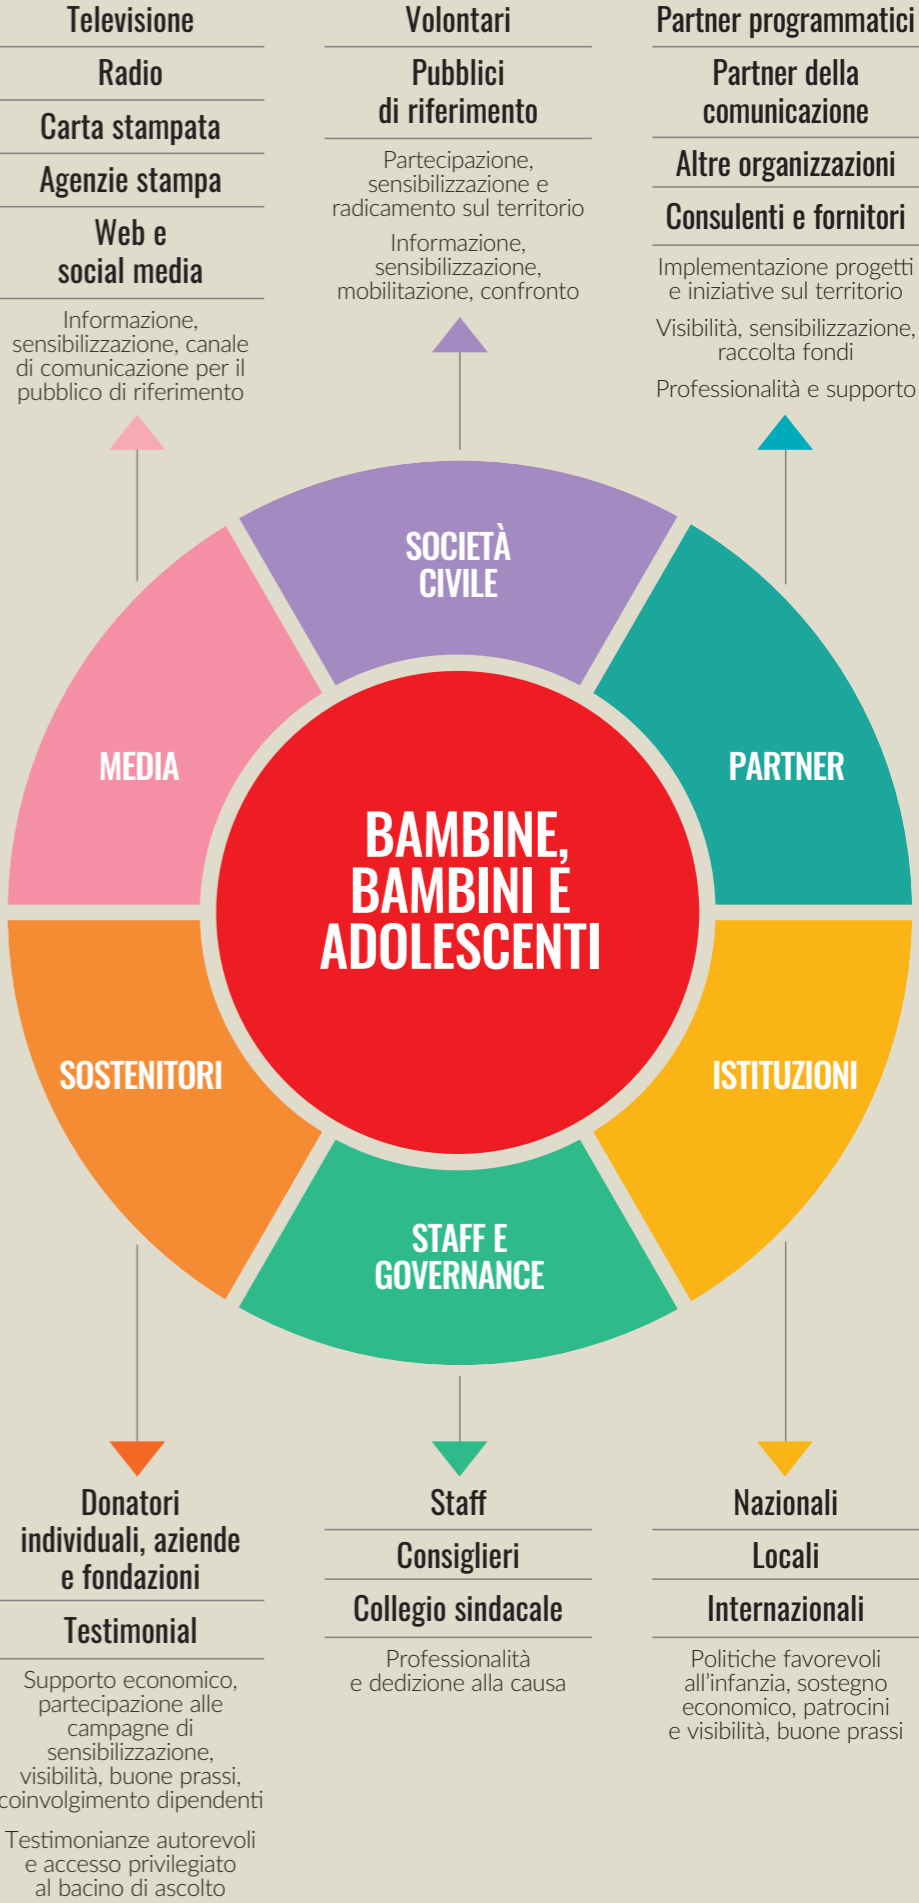 Televisione
Radio
Carta stampata
Agenzie stampa
Web e
social media
Informazione,
sensibilizzazione, canale
di comunicazione per il
pubblico di riferimento
Volontari
Pubblici
di riferimento
Partecipazione,
sensibilizzazione e
radicamento sul territorio
Informazione,
sensibilizzazione,
mobilitazione, confronto
Partner programmatici
Partner della
comunicazione
Altre organizzazioni
Consulenti e fornitori
Implementazione progetti
e iniziative sul territorio
Visibilità, sensibilizzazione,
raccolta fondi
Professionalità e supporto
SOCIETÀ
CIVILE
MEDIA
PARTNER
BAMBINE,
BAMBINI E
ADOLESCENTI
SOSTENITORI
ISTITUZIONI
STAFF E
GOVERNANCE
Donatori
individuali, aziende
e fondazioni
Testimonial
Supporto economico,
partecipazione alle
campagne di
sensibilizzazione,
visibilità, buone prassi,
coinvolgimento dipendenti
Testimonianze autorevoli
e accesso privilegiato
al bacino di ascolto
Staff
Consiglieri
Collegio sindacale
Professionalità
e dedizione alla causa
Nazionali
Locali
Internazionali
Politiche favorevoli
all'infanzia, sostegno
economico, patrocini
e visibilità, buone prassi